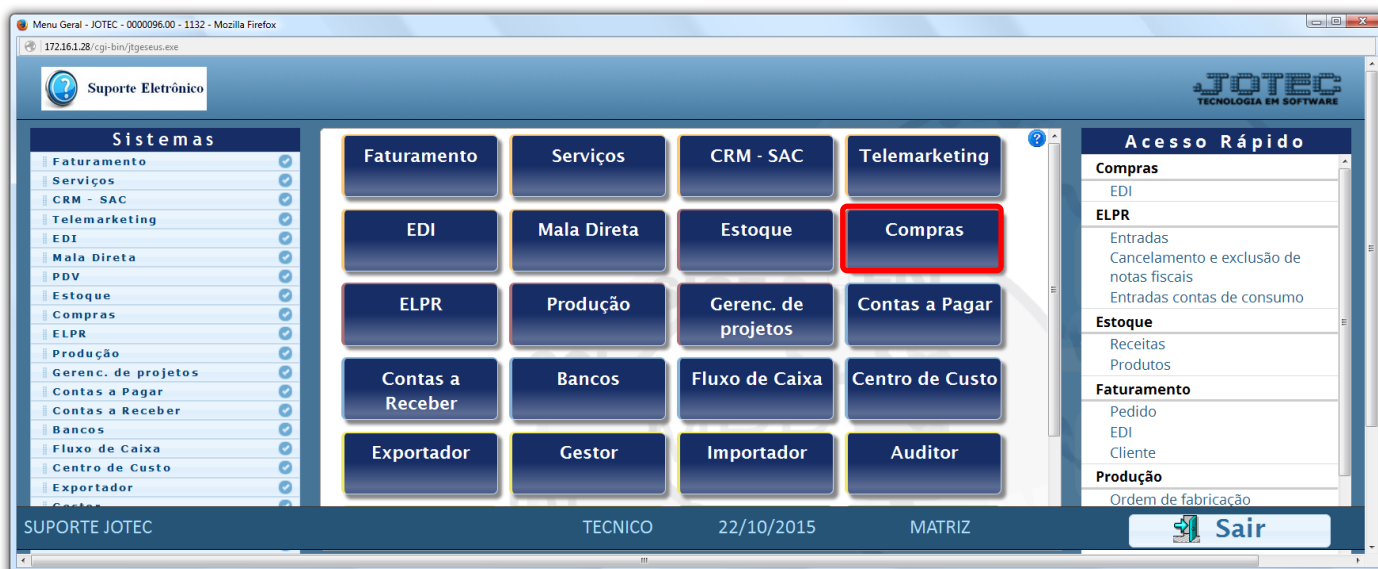 Menu Geral - JOTEC - 0000096.00 - 1132 - Mozilla Firefox
172.16.1.28/cgi-bin/jtgeseus.exe
Suporte Eletrônico
JOTEC
TECNOLOGIA EM SOFTWARE
Sistemas
Faturamento
Serviços
CRM - SAC
Telemarketing
EDI
Mala Direta
PDV
Estoque
Compras
ELPR
Produção
Gerenc. de projetos
Contas a Pagar
Contas a Receber
Bancos
Fluxo de Caixa
Centro de Custo
Exportador
Gestor
Faturamento
Serviços
CRM - SAC
Telemarketing
EDI
Mala Direta
Estoque
Compras
ELPR
Produção
Gerenc. de
projetos
Contas a Pagar
Contas a
Receber
Bancos
Fluxo de Caixa
Centro de Custo
Exportador
Gestor
Importador
Auditor
Acesso Rápido
Compras
EDI
ELPR
Entradas
Cancelamento e exclusão de
notas fiscais
Entradas contas de consumo
Estoque
Receitas
Produtos
Faturamento
Pedido
EDI
Cliente
Produção
Ordem de fabricação
SUPORTE JOTEC
TECNICO
22/10/2015
MATRIZ
Sair